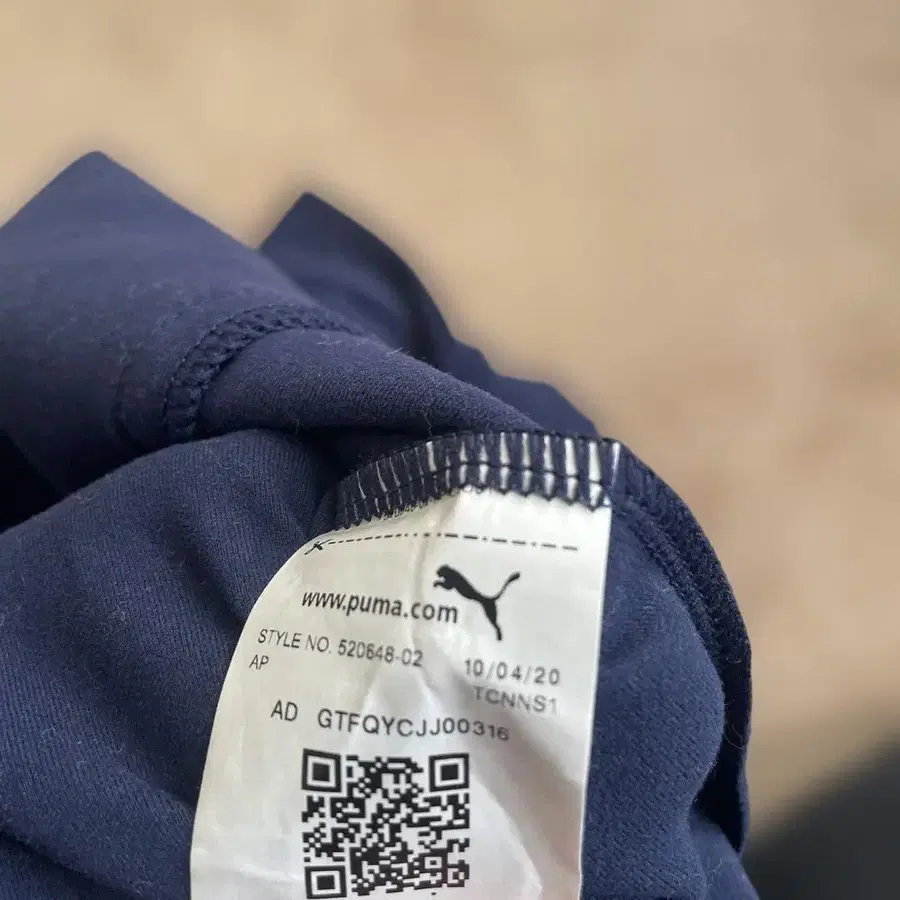 www.puma.com
STYLE NO. 520648-02
AP
10/04/20
TCNNS1
AD GTFQYCJJ00316